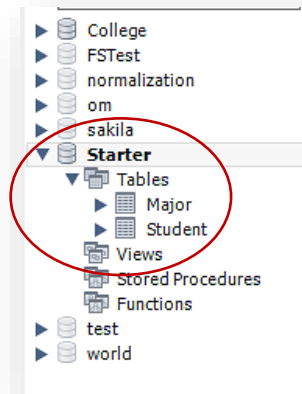 College
FSTest
normalization
om
sakila
Starter
Tables
Major
Student
Views
Stored Procedures
Functions
test
world